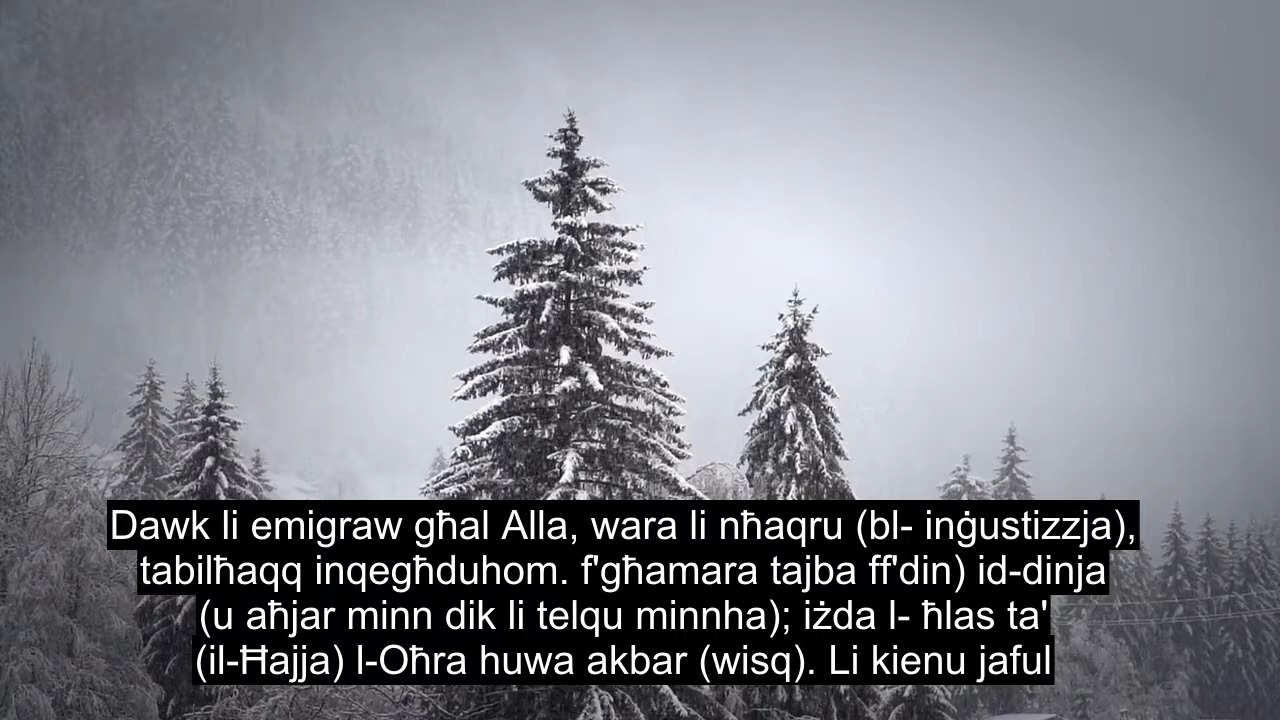 Dawk li emigraw għal Alla, wara li nħaqru (bl- inġustizzja),
tabilħaqq inqegħduhom. f'għamara tajba ff'din) id-dinja
(u aħjar minn dik li telqu minnha); iżda l- ħlas ta'
(il-Ħajja) l-Oħra huwa akbar (wisq). Li kienu jaful